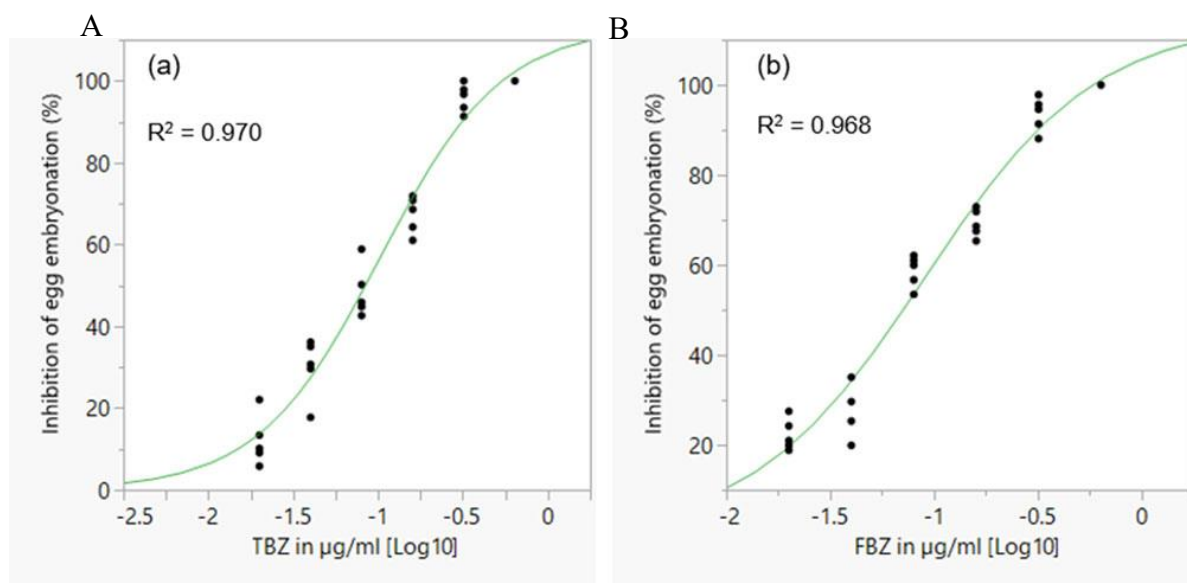 A
(a)
R² = 0.970
Inhibition of egg embryonation (%)
100
80
60
40
20
0
-2.5 -2 -1.5 -1 -0.5 0
TBZ in µg/ml [Log10]
B
(b)
R² = 0.968
Inhibition of egg embryonation (%)
100
80
60
40
20
-2 -1.5 -1 -0.5 0
FBZ in µg/ml [Log10]